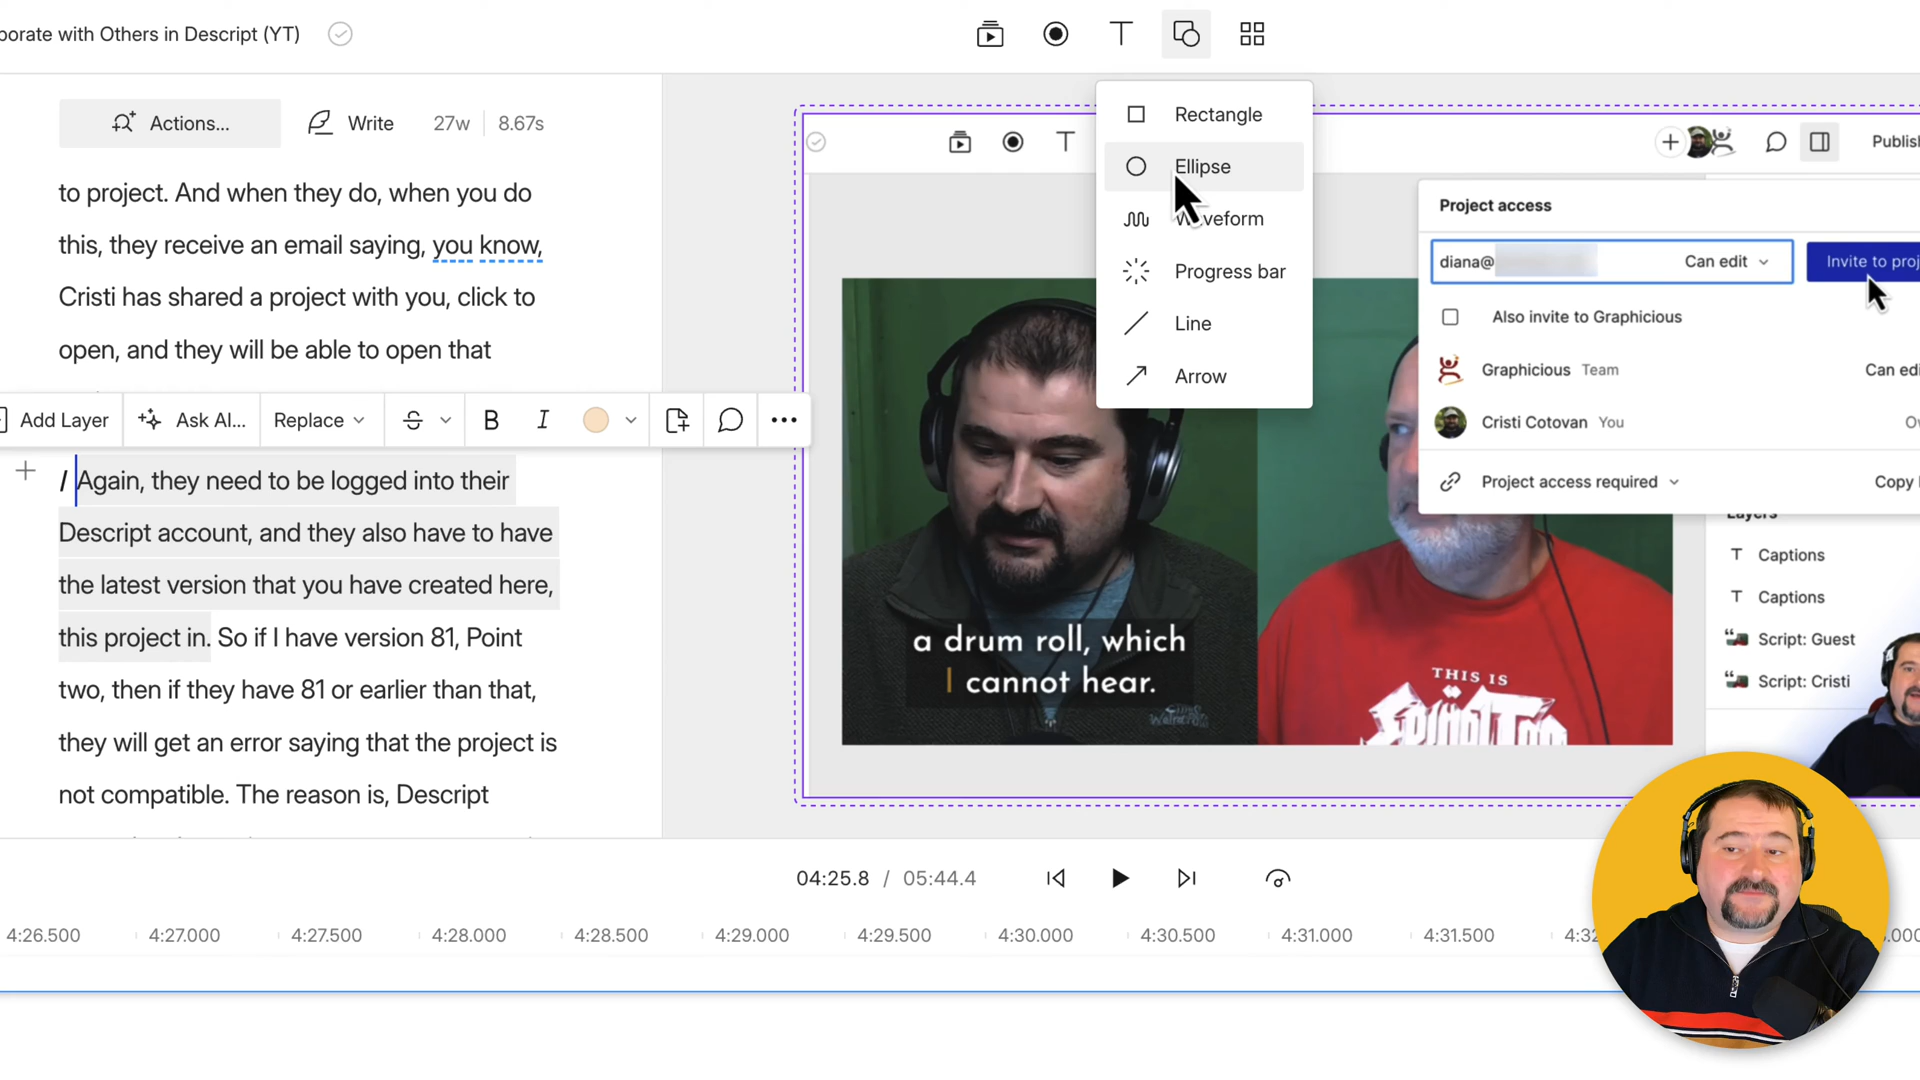 borate with Others in Descript (YT)
Actions...
Write
27w
8.67s
to project. And when they do, when you do
this, they receive an email saying, you know,
Cristi has shared a project with you, click to
open, and they will be able to open that
Add Layer
Ask AI...
Replace
B
I
/ Again, they need to be logged into their
Descript account, and they also have to have
the latest version that you have created here,
this project in. So if I have version 81, Point
two, then if they have 81 or earlier than that,
they will get an error saying that the project is
not compatible. The reason is, Descript
Rectangle
Ellipse
Waveform
Progress bar
Line
Arrow
Publish
Project access
diana@
Can edit
Invite to proj
Also invite to Graphicious
Graphicious Team
Can edi
Cristi Cotovan You
Ow
Project access required
Copy
Layers
Captions
Captions
Script: Guest
Script: Cristi
a drum roll, which
I cannot hear.
THIS IS
04:25.8 / 05:44.4
4:26.500
4:27.000
4:27.500
4:28.000
4:28.500
4:29.000
4:29.500
4:30.000
4:30.500
4:31.000
4:31.500
4:32
.000